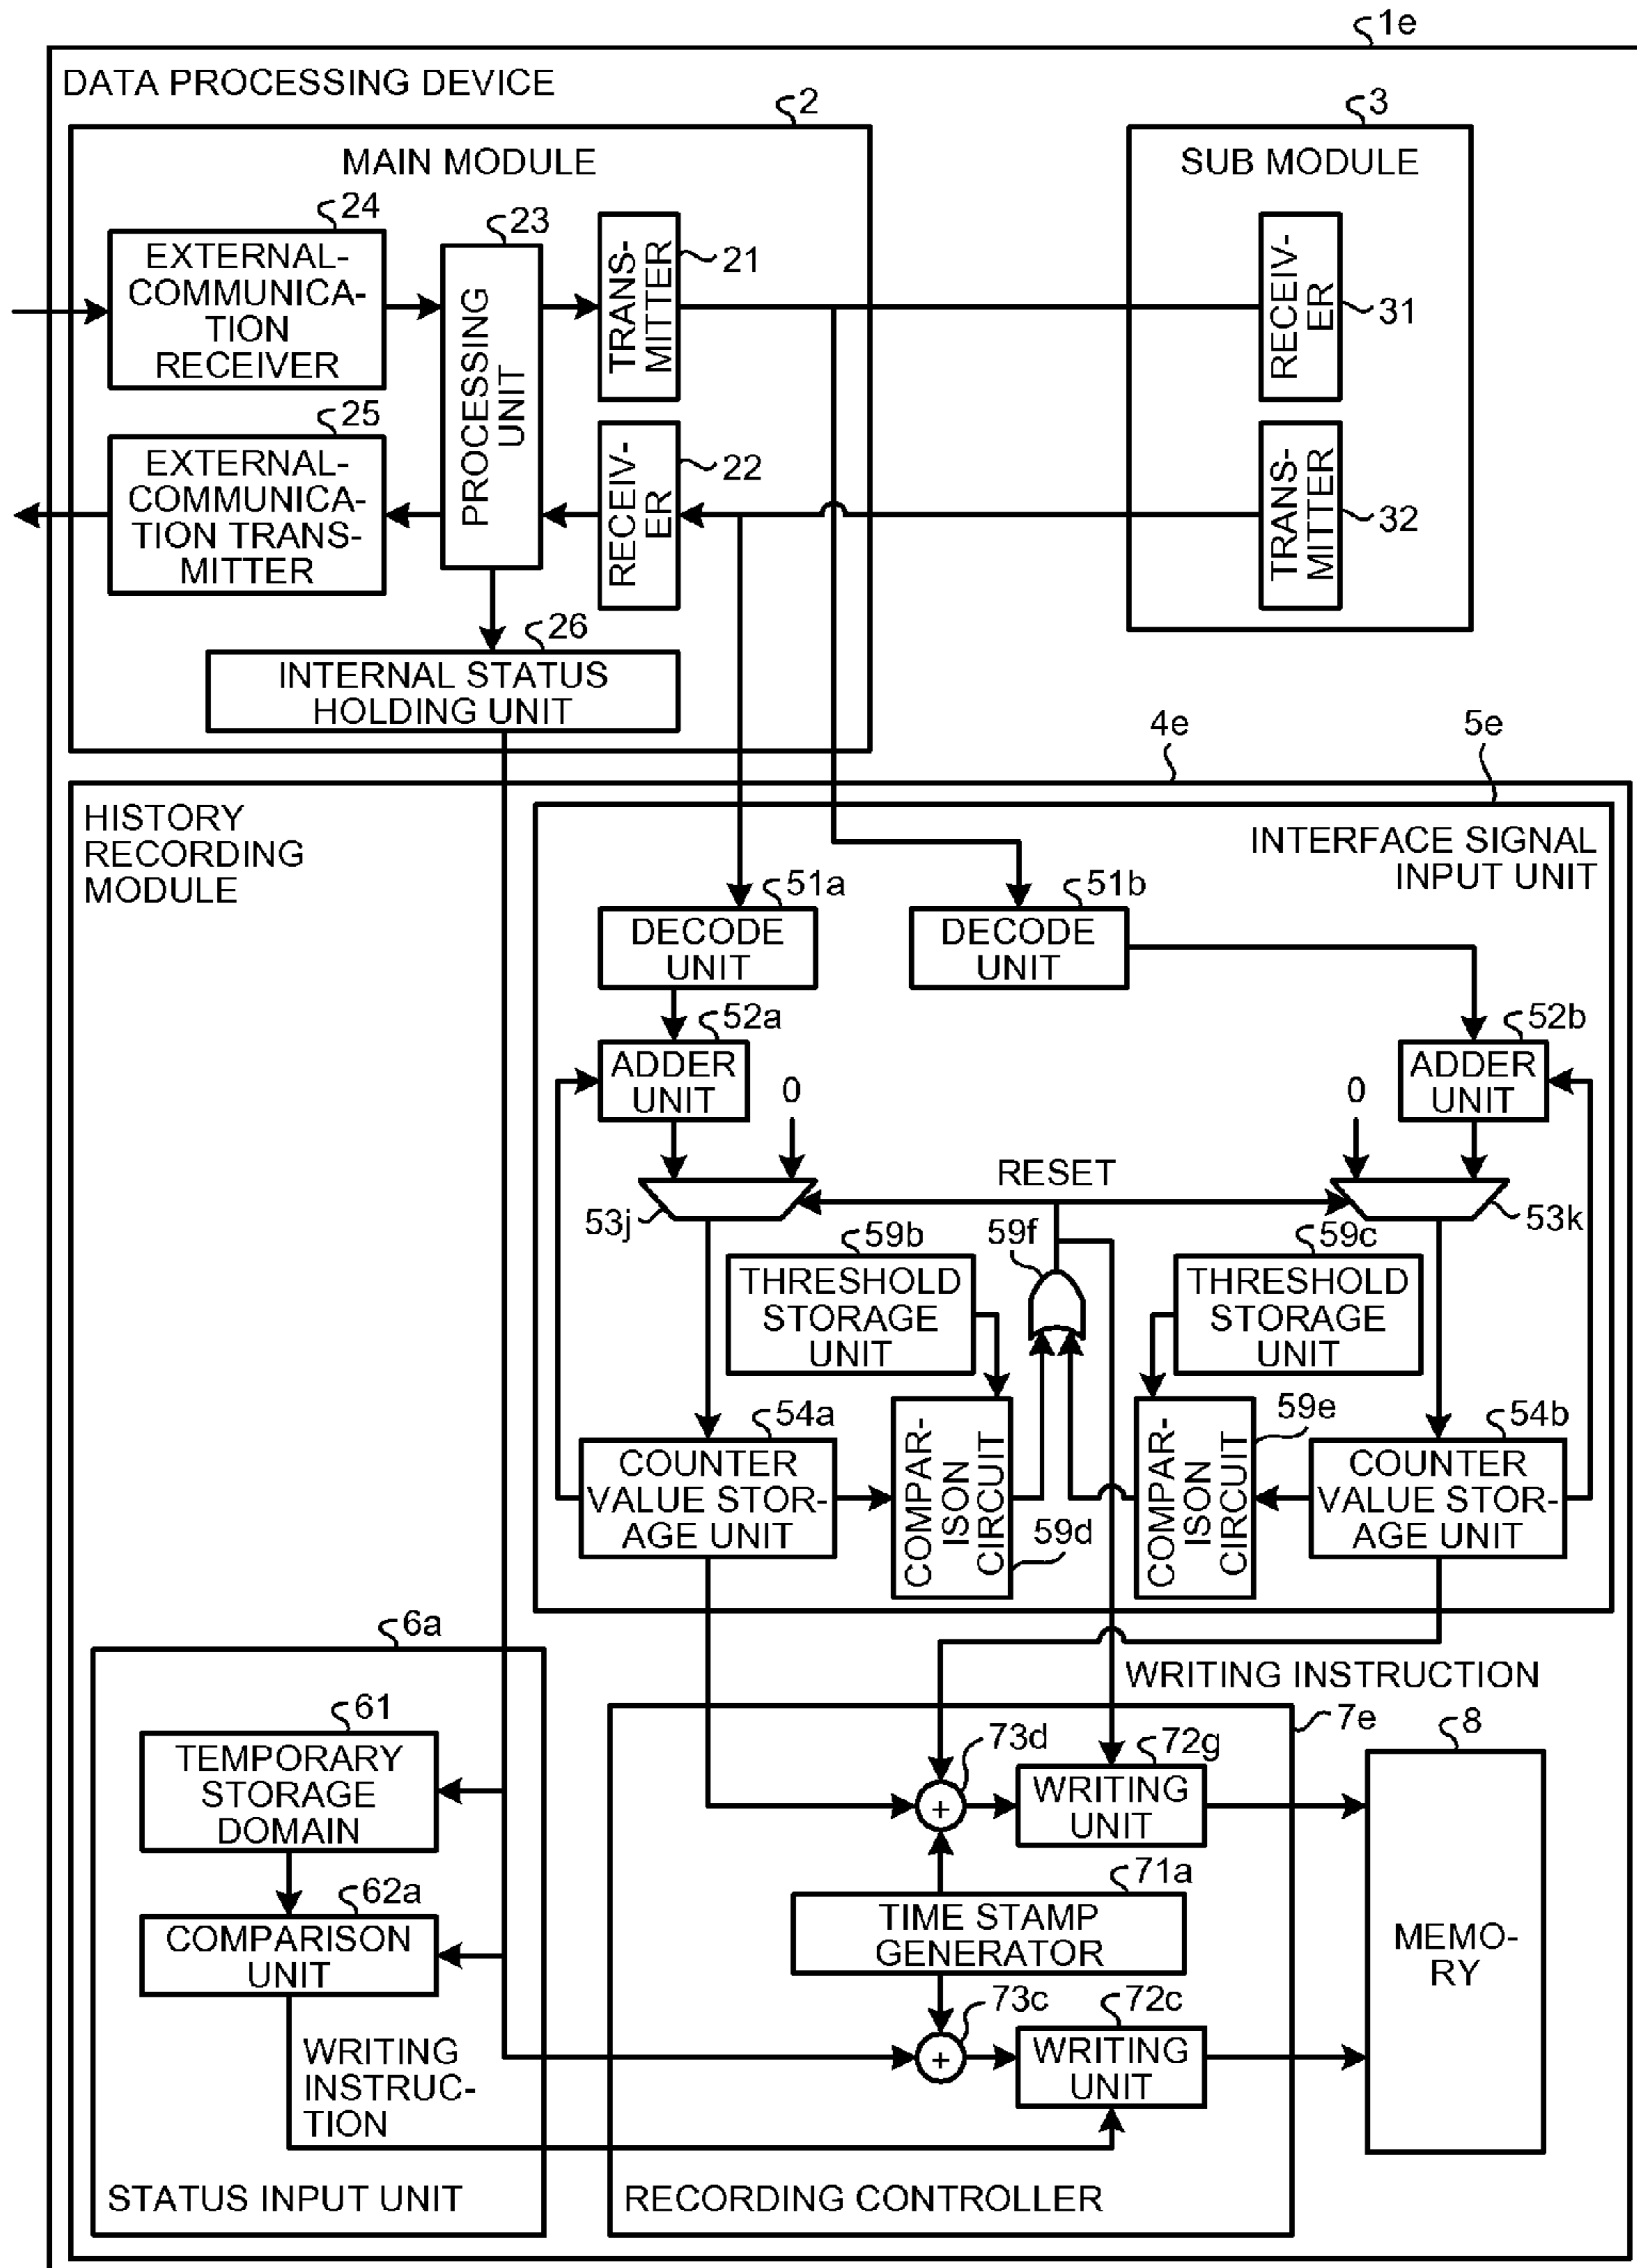 1e
DATA PROCESSING DEVICE
2
3
MAIN MODULE
SUB MODULE
24
EXTERNAL-
COMMUNICA-
TION
RECEIVER
23
PROCESSING
UNIT
TRANS-
MITTER
21
RECEIV-
ER
31
25
EXTERNAL-
COMMUNICA-
TION TRANS-
MITTER
RECEIV-
ER
22
TRANS-
MITTER
32
26
INTERNAL STATUS
HOLDING UNIT
4e
5e
HISTORY
RECORDING
MODULE
INTERFACE SIGNAL
INPUT UNIT
51a
DECODE
UNIT
51b
DECODE
UNIT
52a
ADDER
UNIT
0
52b
ADDER
UNIT
0
RESET
53j
53k
59b
THRESHOLD
STORAGE
UNIT
59f
59c
THRESHOLD
STORAGE
UNIT
54a
COUNTER
VALUE STOR-
AGE UNIT
COMPAR-
ISON
CIRCUIT
59d
COMPAR-
ISON
CIRCUIT
59e
54b
COUNTER
VALUE STOR-
AGE UNIT
6a
WRITING INSTRUCTION
7e
61
TEMPORARY
STORAGE
DOMAIN
73d
+
72g
WRITING
UNIT
8
MEMO-
RY
71a
TIME STAMP
GENERATOR
62a
COMPARISON
UNIT
73c
+
72c
WRITING
UNIT
WRITING
INSTRUC-
TION
STATUS INPUT UNIT
RECORDING CONTROLLER